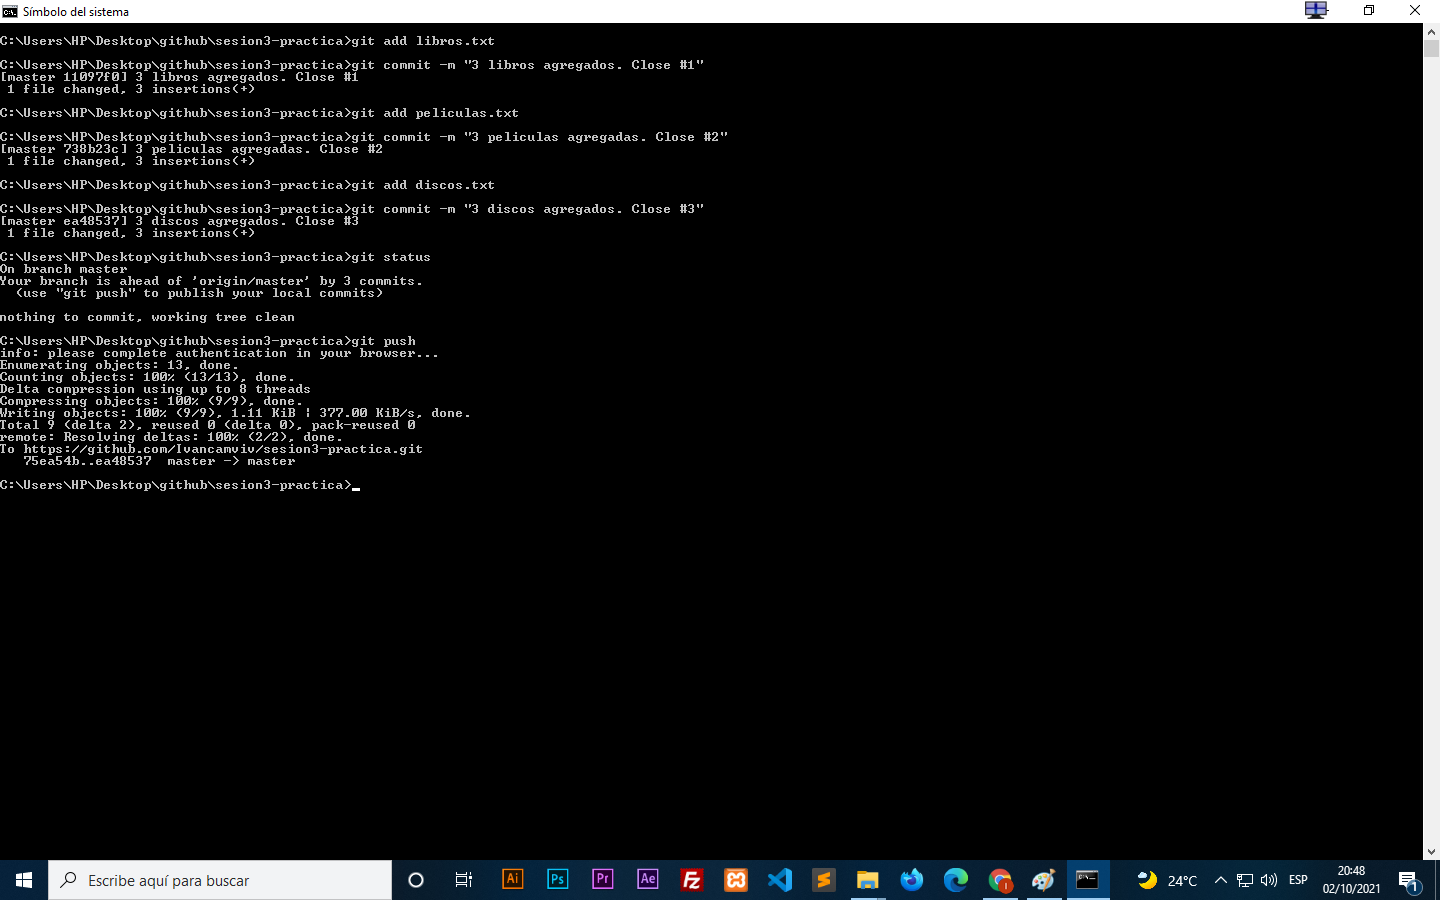 Símbolo del sistema
C:\Users\HP\Desktop\github\sesion3-practica>git add libros.txt
C:\Users\HP\Desktop\github\sesion3-practica>git commit -m "3 libros agregados. Close #1"
[master 11097f0] 3 libros agregados. Close #1
1 file changed, 3 insertions(+)
C:\Users\HP\Desktop\github\sesion3-practica>git add peliculas.txt
C:\Users\HP\Desktop\github\sesion3-practica>git commit -m "3 peliculas agregadas. Close #2"
[master 738b23c] 3 peliculas agregadas. Close #2
1 file changed, 3 insertions(+)
C:\Users\HP\Desktop\github\sesion3-practica>git add discos.txt
C:\Users\HP\Desktop\github\sesion3-practica>git commit -m "3 discos agregados. Close #3"
[master ea48537] 3 discos agregados. Close #3
1 file changed, 3 insertions(+)
C:\Users\HP\Desktop\github\sesion3-practica>git status
On branch master
Your branch is ahead of 'origin/master' by 3 commits.
(use "git push" to publish your local commits)
nothing to commit, working tree clean
C:\Users\HP\Desktop\github\sesion3-practica>git push
info: please complete authentication in your browser...
Enumerating objects: 13, done.
Counting objects: 100% (13/13), done.
Delta compression using up to 8 threads
Compressing objects: 100% (9/9), done.
Writing objects: 100% (9/9), 1.11 KiB | 377.00 KiB/s, done.
Total 9 (delta 2), reused 0 (delta 0), pack-reused 0
remote: Resolving deltas: 100% (2/2), done.
To https://github.com/Ivancamviv/sesion3-practica.git
75ea54b..ea48537  master -> master
C:\Users\HP\Desktop\github\sesion3-practica>
Escribe aquí para buscar
Ai
Ps
Pr
Ae
Fz
24°C
ESP
20:48
02/10/2021
1